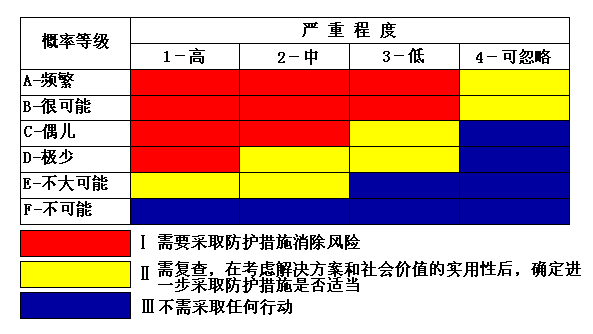 概率等级
严重程度
1－高 2－中 3－低 4－可忽略
A-频繁
B-很可能
C-偶儿
D-极少
E-不大可能
F-不可能
Ⅰ 需要采取防护措施消除风险
Ⅱ 需复查，在考虑解决方案和社会价值的实用性后，确定进
一步采取防护措施是否适当
Ⅲ不需采取任何行动